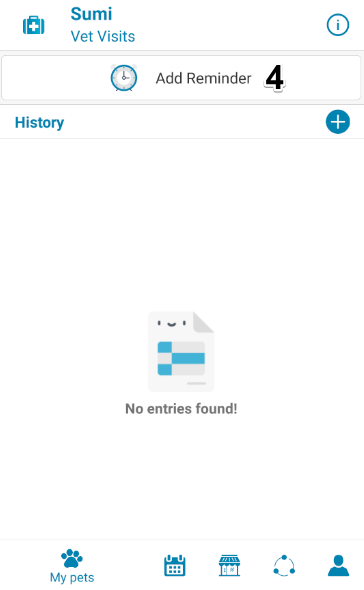 Sumi
Vet Visits
Add Reminder 4
History
No entries found!
My pets